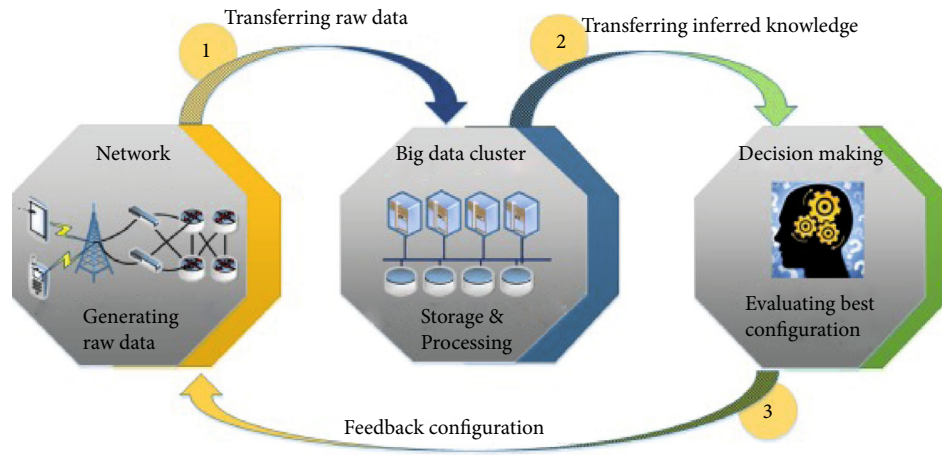 Transferring raw data
1
2
Transferring inferred knowledge
Network
Generating
raw data
Big data cluster
Storage &
Processing
Decision making
Evaluating best
configuration
3
Feedback configuration